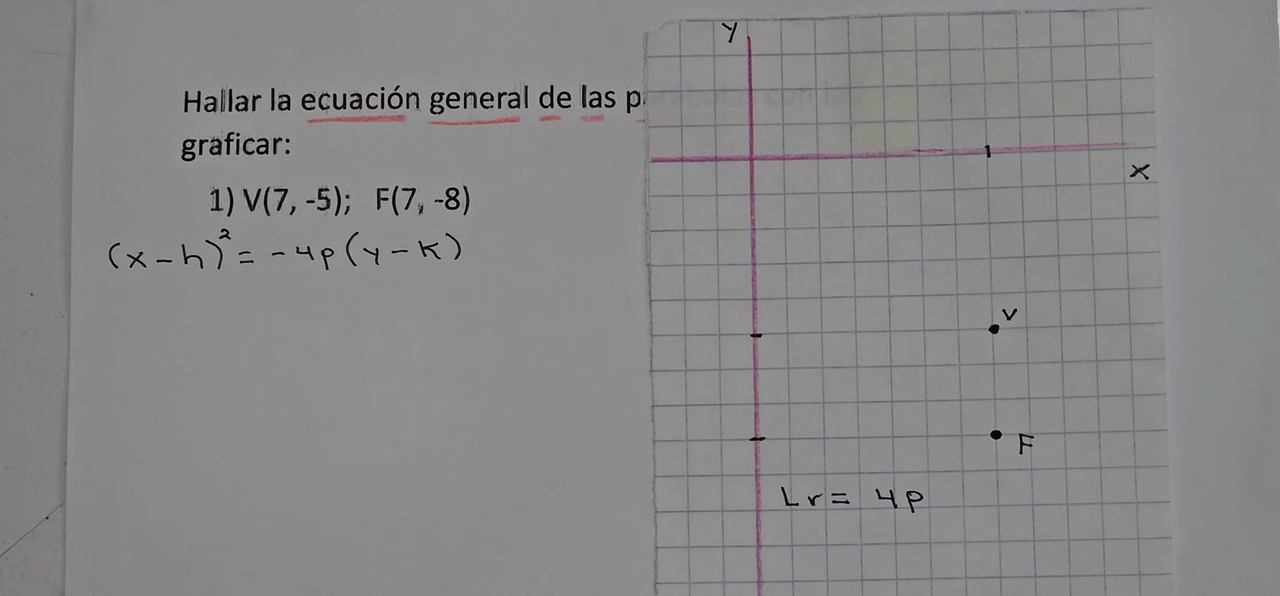 Hallar la ecuación general de las p
graficar:
1) V(7, -5); F(7, -8)
(x-h)² = -4p(y-k)
Y
1
X
V
F
Lr = 4p